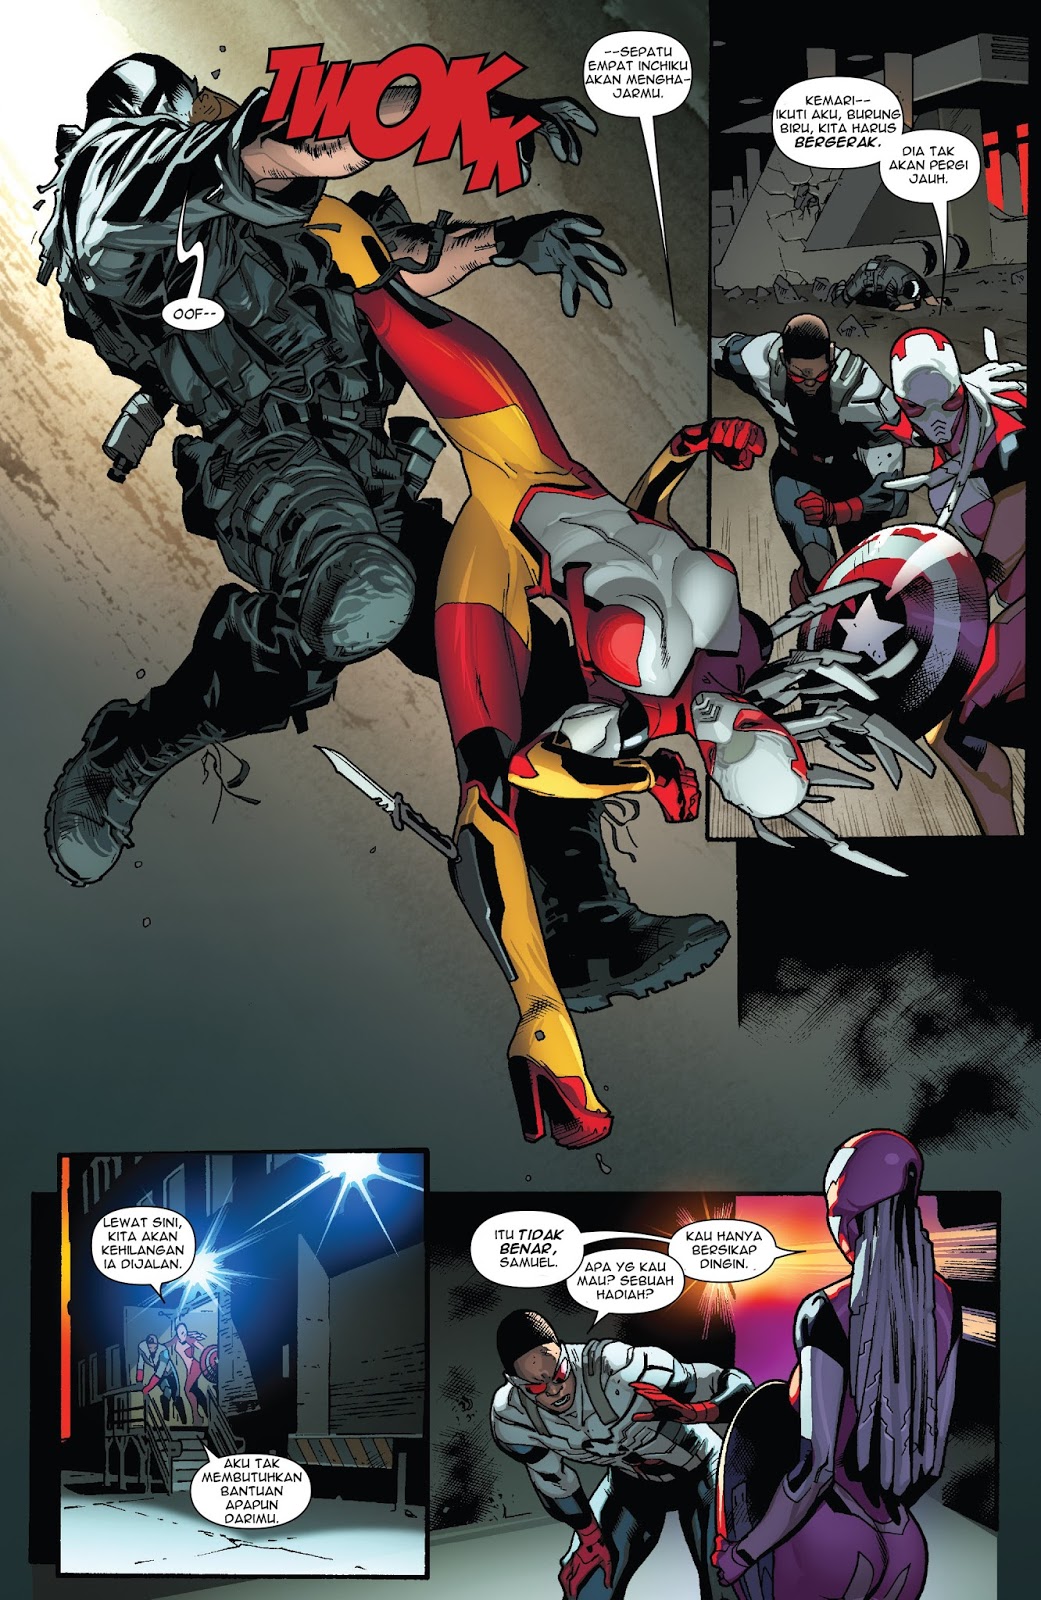 TWOKK
--SEPATU
EMPAT INCHIKU
AKAN MENGHA-
JARMU.
OOF--
KEMARI--
IKUTI AKU, BURUNG
BIRU, KITA HARUS
BERGERAK.
DIA TAK
AKAN PERGI
JAUH.
LEWAT SINI,
KITA AKAN
KEHILANGAN
IA DIJALAN.
AKU TAK
MEMBUTUHKAN
BANTUAN
APAPUN
DARIMU.
ITU TIDAK
BENAR,
SAMUEL.
APA YG KAU
MAU? SEBUAH
HADIAH?
KAU HANYA
BERSIKAP
DINGIN.